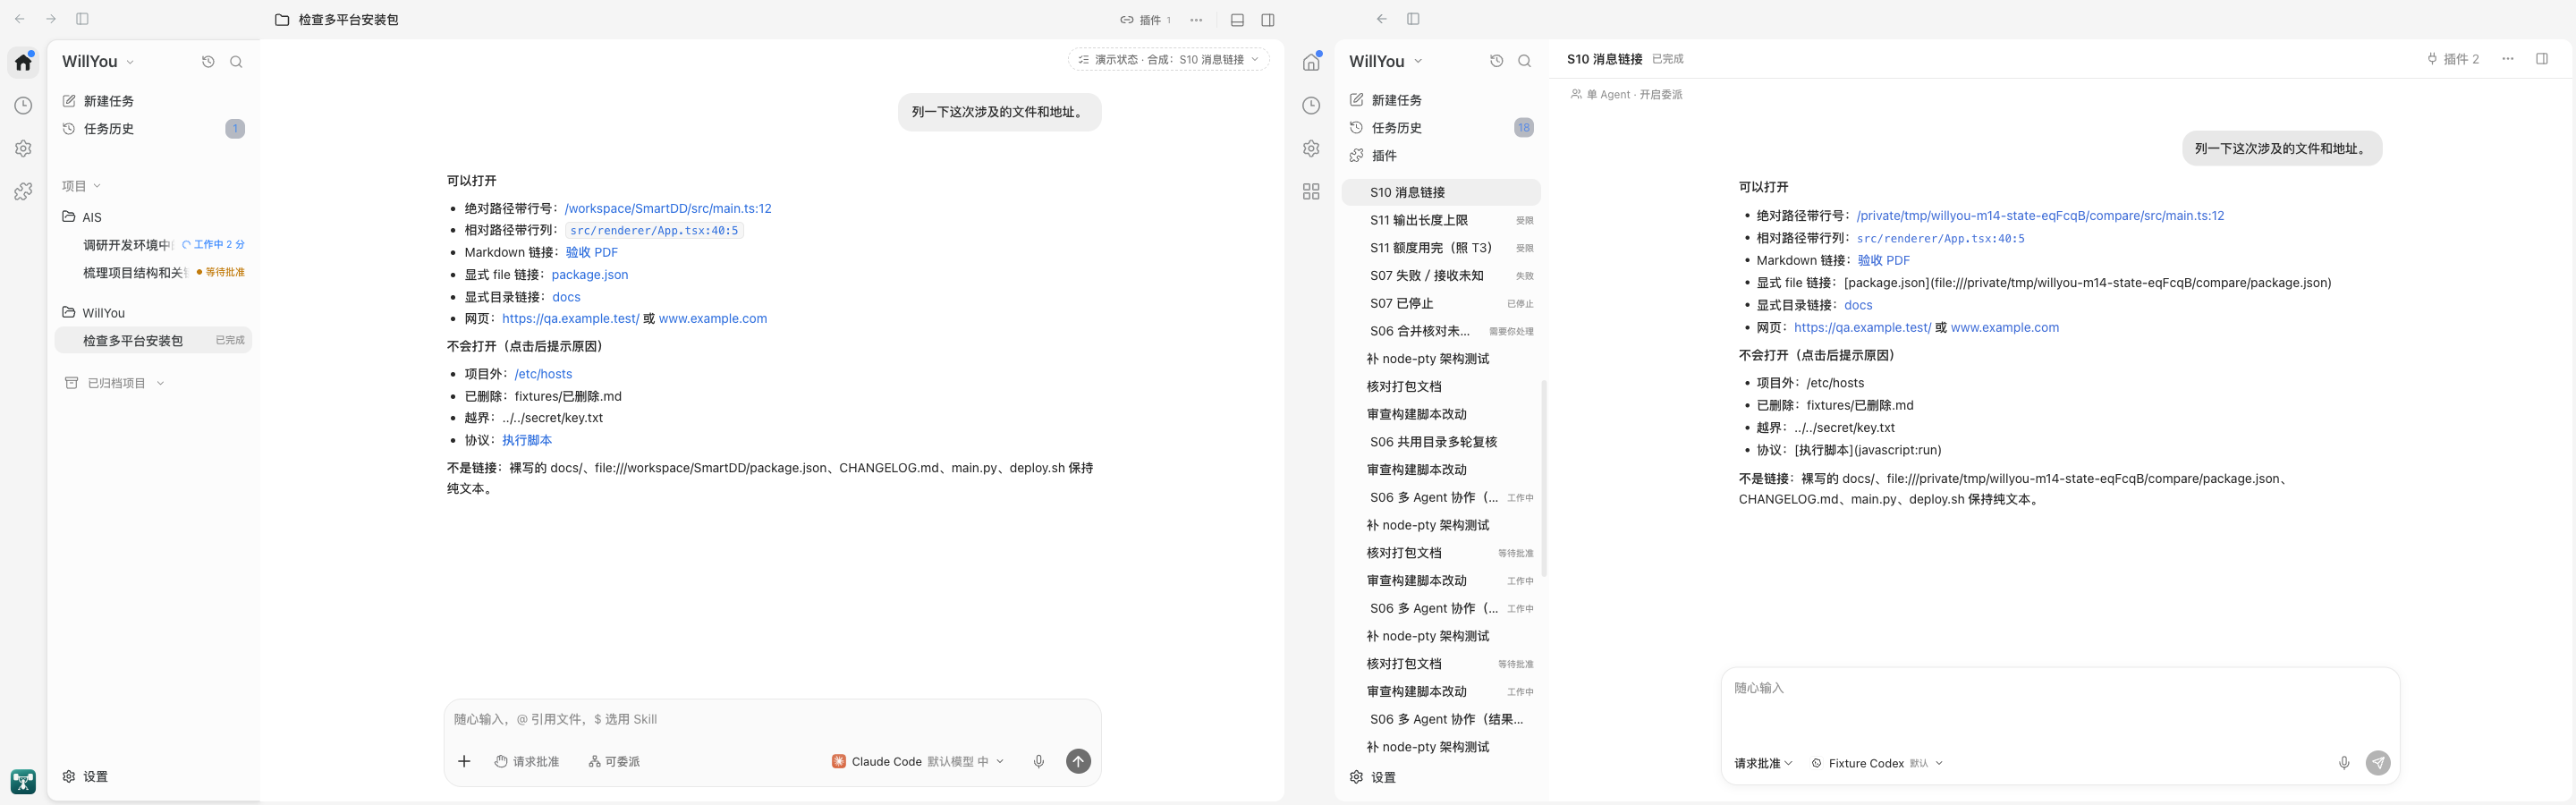 检查多平台安装包
插件 1
WillYou
新建任务
任务历史 1
项目
AIS
调研开发环境中 工作中 2 分
梳理项目结构和关 等待批准
WillYou
检查多平台安装包 已完成
已归档项目
设置
演示状态 · 合成：S10 消息链接
列一下这次涉及的文件和地址。
可以打开
• 绝对路径带行号：/workspace/SmartDD/src/main.ts:12
• 相对路径带行列：src/renderer/App.tsx:40:5
• Markdown 链接：验收 PDF
• 显式 file 链接：package.json
• 显式目录链接：docs
• 网页：https://qa.example.test/ 或 www.example.com
不会打开（点击后提示原因）
• 项目外：/etc/hosts
• 已删除：fixtures/已删除.md
• 越界：../../secret/key.txt
• 协议：执行脚本
不是链接：裸写的 docs/、file:///workspace/SmartDD/package.json、CHANGELOG.md、main.py、deploy.sh 保持
纯文本。
随心输入，@ 引用文件，$ 选用 Skill
请求批准 可委派 Claude Code 默认模型 中
WillYou
新建任务
任务历史 18
插件
S10 消息链接
S11 输出长度上限 受限
S11 额度用完（照 T3） 受限
S07 失败 / 接收未知 失败
S07 已停止 已停止
S06 合并核对未... 需要你处理
补 node-pty 架构测试
核对打包文档
审查构建脚本改动
S06 共用目录多轮复核
审查构建脚本改动
S06 多 Agent 协作（... 工作中
补 node-pty 架构测试
核对打包文档 等待批准
审查构建脚本改动 工作中
S06 多 Agent 协作（... 工作中
补 node-pty 架构测试
核对打包文档 等待批准
审查构建脚本改动 工作中
S06 多 Agent 协作（结果...
补 node-pty 架构测试
设置
S10 消息链接 已完成
插件 2
单 Agent · 开启委派
列一下这次涉及的文件和地址。
可以打开
• 绝对路径带行号：/private/tmp/willyou-m14-state-eqFcqB/compare/src/main.ts:12
• 相对路径带行列：src/renderer/App.tsx:40:5
• Markdown 链接：验收 PDF
• 显式 file 链接：[package.json](file:///private/tmp/willyou-m14-state-eqFcqB/compare/package.json)
• 显式目录链接：docs
• 网页：https://qa.example.test/ 或 www.example.com
不会打开（点击后提示原因）
• 项目外：/etc/hosts
• 已删除：fixtures/已删除.md
• 越界：../../secret/key.txt
• 协议：[执行脚本](javascript:run)
不是链接：裸写的 docs/、file:///private/tmp/willyou-m14-state-eqFcqB/compare/package.json、
CHANGELOG.md、main.py、deploy.sh 保持纯文本。
随心输入
请求批准 Fixture Codex 默认